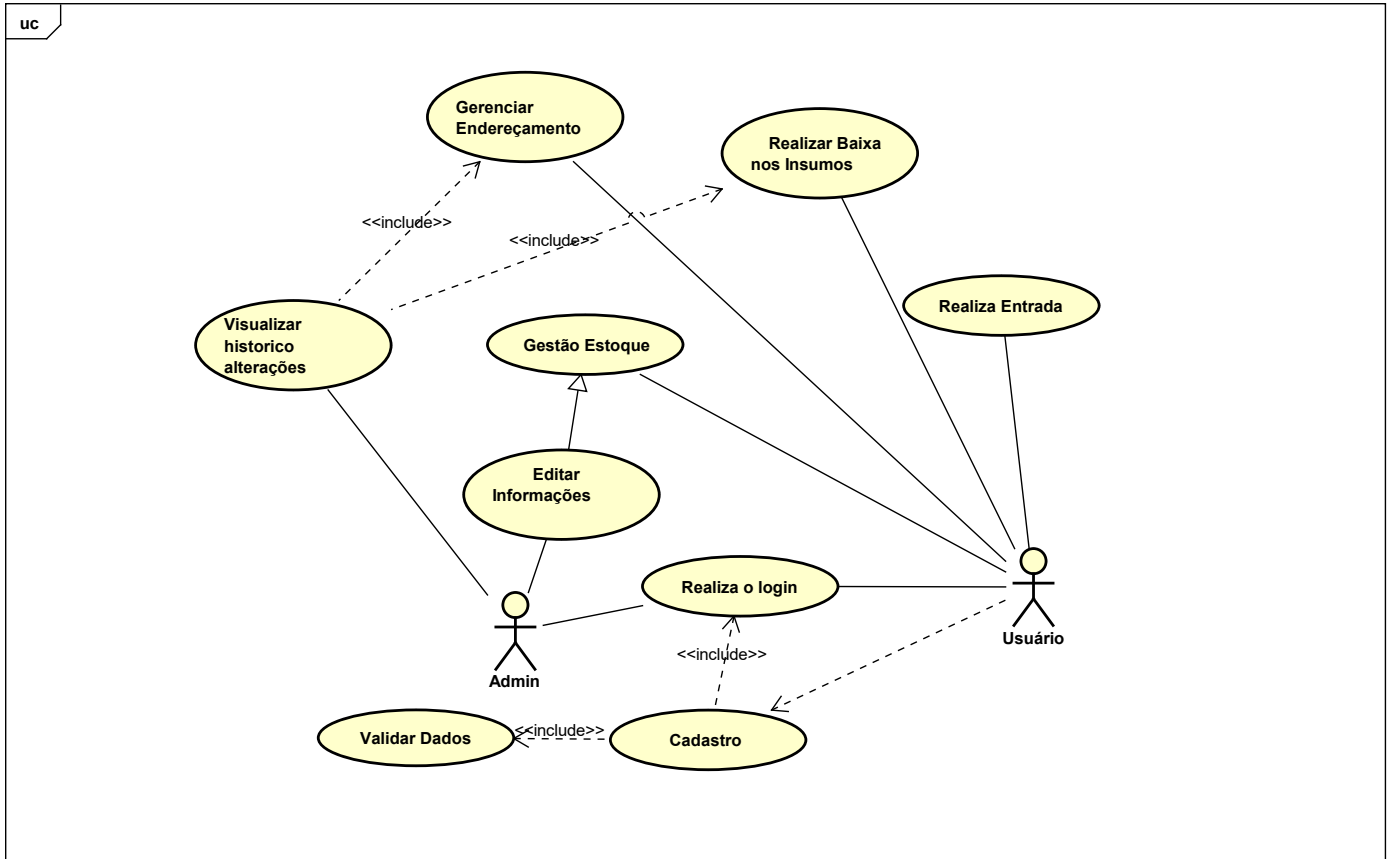 uc
Gerenciar
Endereçamento
Realizar Baixa
nos Insumos
<<include>>
<<include>>
Realiza Entrada
Visualizar
historico
alterações
Gestão Estoque
Editar
Informações
Realiza o login
Usuário
<<include>>
Admin
Validar Dados
<<include>>
Cadastro